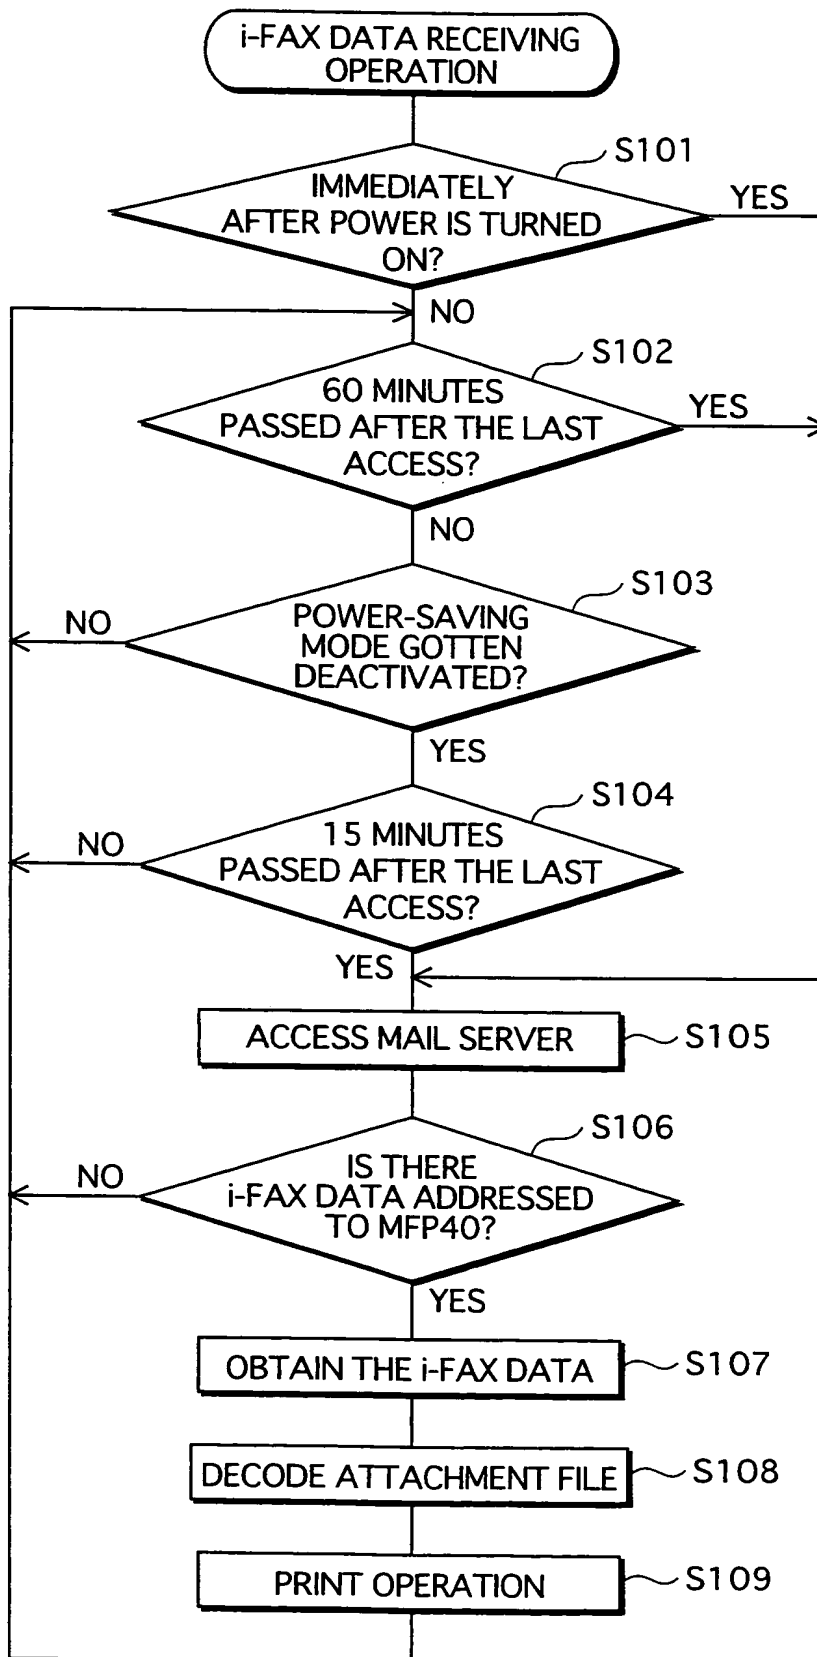 i-FAX DATA RECEIVING
OPERATION
S101
IMMEDIATELY
AFTER POWER IS TURNED
ON?
YES
NO
S102
60 MINUTES
PASSED AFTER THE LAST
ACCESS?
YES
NO
S103
POWER-SAVING
MODE GOTTEN
DEACTIVATED?
NO
YES
S104
15 MINUTES
PASSED AFTER THE LAST
ACCESS?
NO
YES
ACCESS MAIL SERVER
S105
S106
IS THERE
i-FAX DATA ADDRESSED
TO MFP40?
NO
YES
OBTAIN THE i-FAX DATA
S107
DECODE ATTACHMENT FILE
S108
PRINT OPERATION
S109